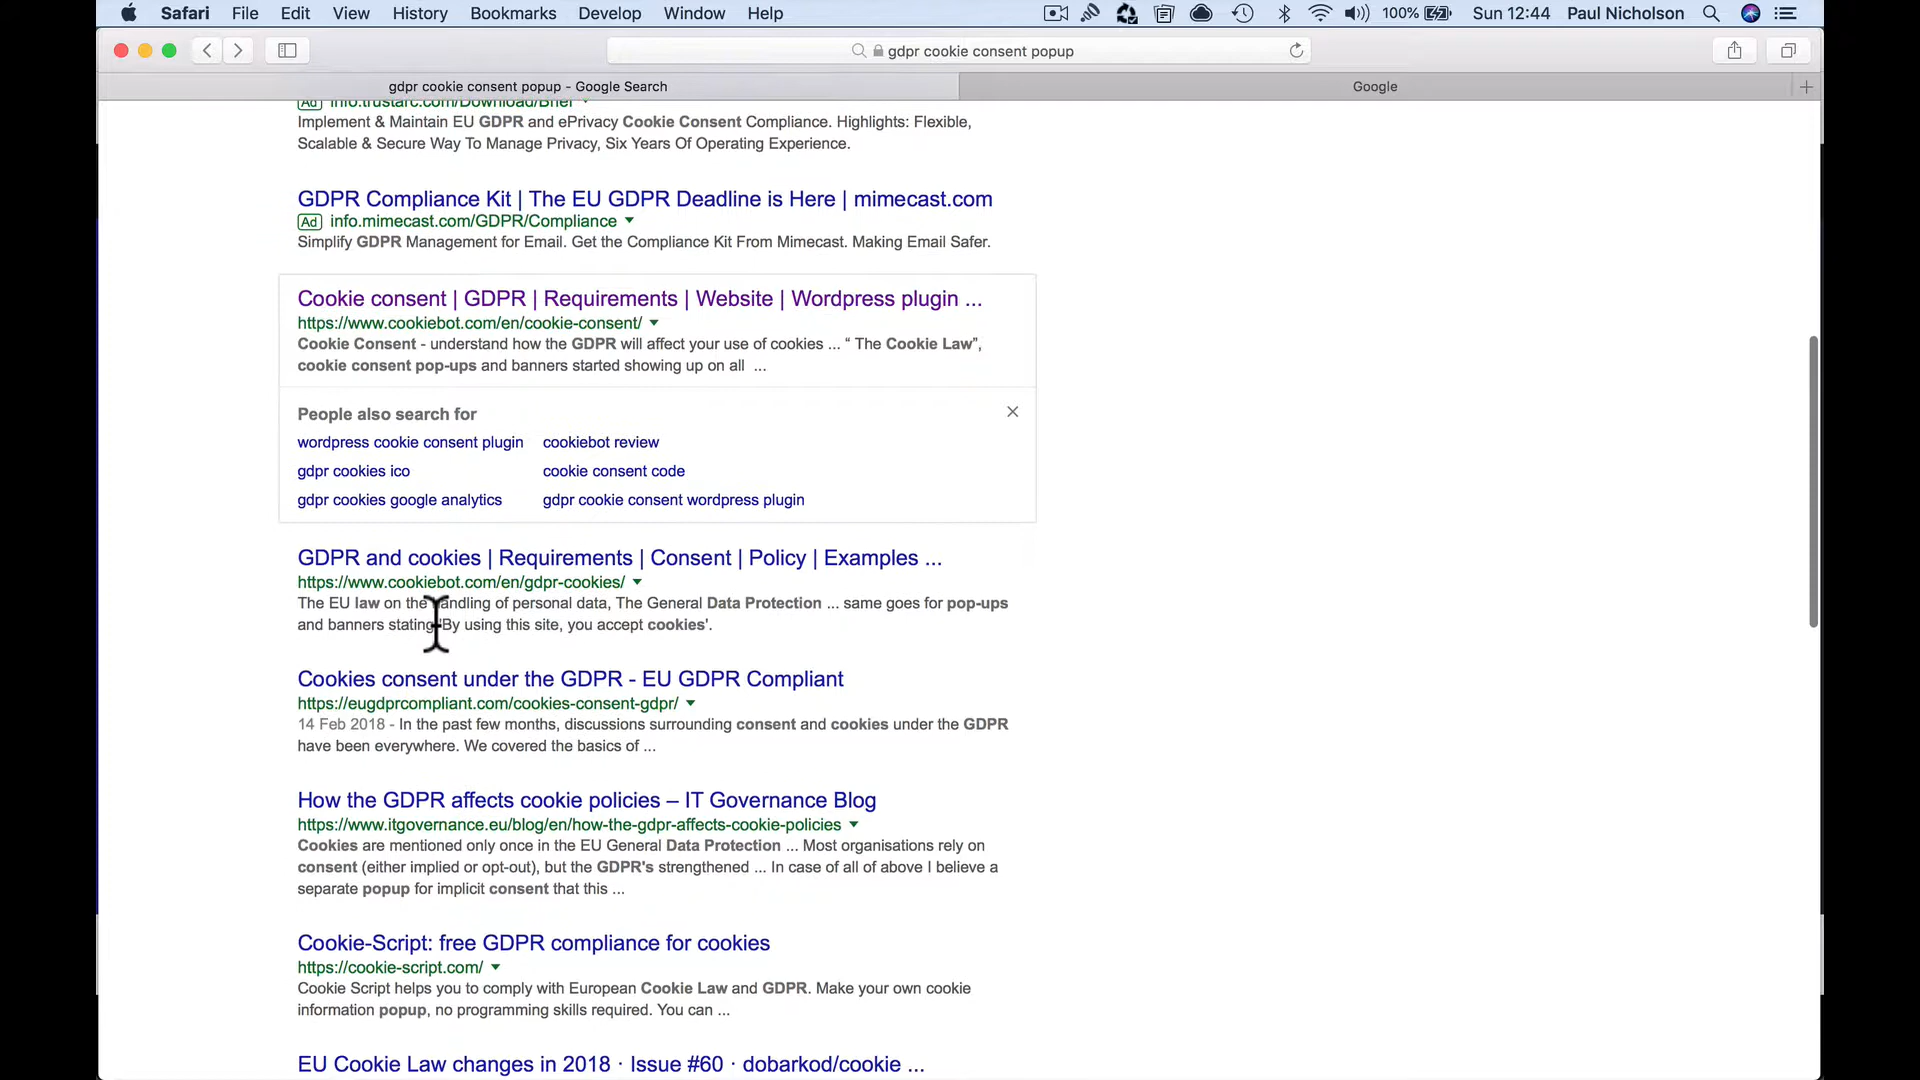 Safari File Edit View History Bookmarks Develop Window Help 100% Sun 12:44 Paul Nicholson
gdpr cookie consent popup
gdpr cookie consent popup - Google Search Google
Ad info.trustarc.com/Download/Brief
Implement & Maintain EU GDPR and ePrivacy Cookie Consent Compliance. Highlights: Flexible,
Scalable & Secure Way To Manage Privacy, Six Years Of Operating Experience.
GDPR Compliance Kit | The EU GDPR Deadline is Here | mimecast.com
Ad info.mimecast.com/GDPR/Compliance
Simplify GDPR Management for Email. Get the Compliance Kit From Mimecast. Making Email Safer.
Cookie consent | GDPR | Requirements | Website | Wordpress plugin ...
https://www.cookiebot.com/en/cookie-consent/
Cookie Consent - understand how the GDPR will affect your use of cookies ... “ The Cookie Law”,
cookie consent pop-ups and banners started showing up on all ...
People also search for
wordpress cookie consent plugin cookiebot review
gdpr cookies ico cookie consent code
gdpr cookies google analytics gdpr cookie consent wordpress plugin
GDPR and cookies | Requirements | Consent | Policy | Examples ...
https://www.cookiebot.com/en/gdpr-cookies/
The EU law on the handling of personal data, The General Data Protection ... same goes for pop-ups
and banners stating 'By using this site, you accept cookies'.
Cookies consent under the GDPR - EU GDPR Compliant
https://eugdprcompliant.com/cookies-consent-gdpr/
14 Feb 2018 - In the past few months, discussions surrounding consent and cookies under the GDPR
have been everywhere. We covered the basics of ...
How the GDPR affects cookie policies – IT Governance Blog
https://www.itgovernance.eu/blog/en/how-the-gdpr-affects-cookie-policies
Cookies are mentioned only once in the EU General Data Protection ... Most organisations rely on
consent (either implied or opt-out), but the GDPR's strengthened ... In case of all of above I believe a
separate popup for implicit consent that this ...
Cookie-Script: free GDPR compliance for cookies
https://cookie-script.com/
Cookie Script helps you to comply with European Cookie Law and GDPR. Make your own cookie
information popup, no programming skills required. You can ...
EU Cookie Law changes in 2018 · Issue #60 · dobarkod/cookie ...